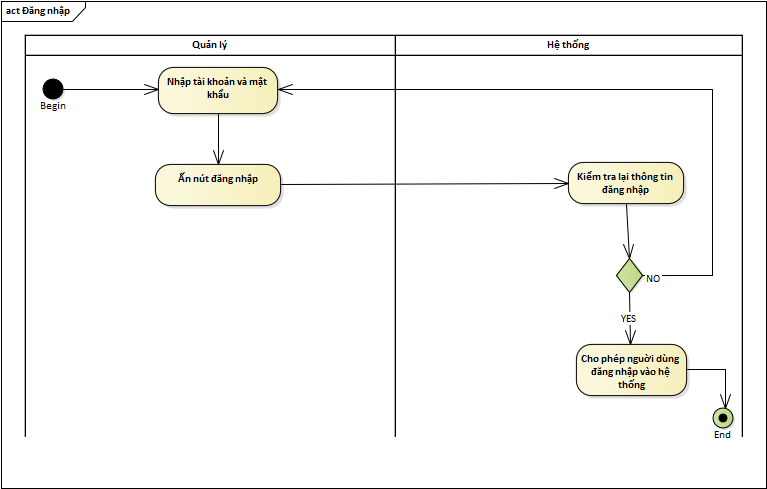 act Đăng nhập
Quản lý
Hệ thống
Begin
Nhập tài khoản và mật
khẩu
Ấn nút đăng nhập
Kiểm tra lại thông tin
đăng nhập
NO
YES
Cho phép người dùng
đăng nhập vào hệ
thống
End